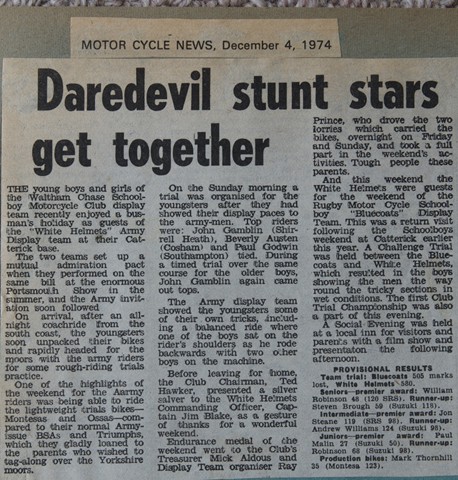 MOTOR CYCLE NEWS, December 4, 1974
Daredevil stunt stars
get together
THE young boys and girls of
the Waltham Chase School-
boy Motorcycle Club display
team recently enjoyed a bus-
man's holiday as guests of
the "White Helmets" Army
Display team at their Cat-
terick base.
The two teams set up a
mutual admiration pact
when they performed on the
same bill at the enormous
Portsmouth Show in the
summer, and the Army invit-
ation soon followed.
On arrival, after an all-
night coachride from the
south coast, the youngsters
soon unpacked their bikes
and rapidly headed for the
moors with the army riders
for some rough-riding trials
practice.
One of the highlights of
the weekend for the Army
riders was being able to ride
the lightweight trials bikes—
Montesas and Ossas—com-
pared to their normal Army-
issue BSAs and Triumphs,
which they gladly loaned to
the parents who wished to
tag-along over the Yorkshire
moors.
On the Sunday morning a
trial was organised for the
youngsters after they had
showed their display paces to
the army-men. Top riders
were: John Gamblin (Shir-
rell Heath), Beverly Austen
(Cosham) and Paul Godwin
(Southampton) tied. During
a timed trial over the same
course for the older boys,
John Gamblin again came
out tops.
The Army display team
showed the youngsters some
of their own tricks, includ-
ing a balanced ride where
one of the boys sat on the
rider's shoulders as he rode
backwards with two other
boys on the machine.
Before leaving for home,
the Club Chairman, Ted
Hawker, presented a silver
salver to the White Helmets
Commanding Officer, Cap-
tain Jim Blake, as a gesture
of thanks for a wonderful
weekend.
Endurance medal of the
weekend went to the Club's
Treasurer Mick Aldous and
Display Team organiser Ray
Prince, who drove the two
lorries which carried the
bikes, overnight on Friday
and Sunday, and took a full
part in the weekend's ac-
tivities. Tough people these
parents.
And this weekend the
White Helmets were guests
for the weekend of the
Rugby Motor Cycle School-
boy "Bluecoats" Display
Team. This was a return visit
following the Schoolboys
weekend at Catterick earlier
this year. A Challenge Trial
was held between the Blue-
coats and White Helmets,
which resulted in the boys
showing the men the way
round the tricky sections in
wet conditions. The first Club
Trial Championship was also
a part of this evening.
A Social Evening was held
at a local inn for visitors and
parents with a film show and
presentation the following
afternoon.
PROVISIONAL RESULTS
Team trial: Bluecoats 505 marks
lost, White Helmets 580.
Seniors—premier award: William
Robinson 48 (120 SRS). Runner-up:
Steven Brough 59 (Suzuki 118).
Intermediate—premier award: Jon
Steane 119 (SRS 98). Runner-up:
Andrew Williams 124 (Suzuki 98).
Juniors—premier award: Paul
Malin 27 (Suzuki 50). Runner-up:
Robinson 68 (Suzuki 98).
Production bikes: Mark Thornhill
35 (Montesa 123).